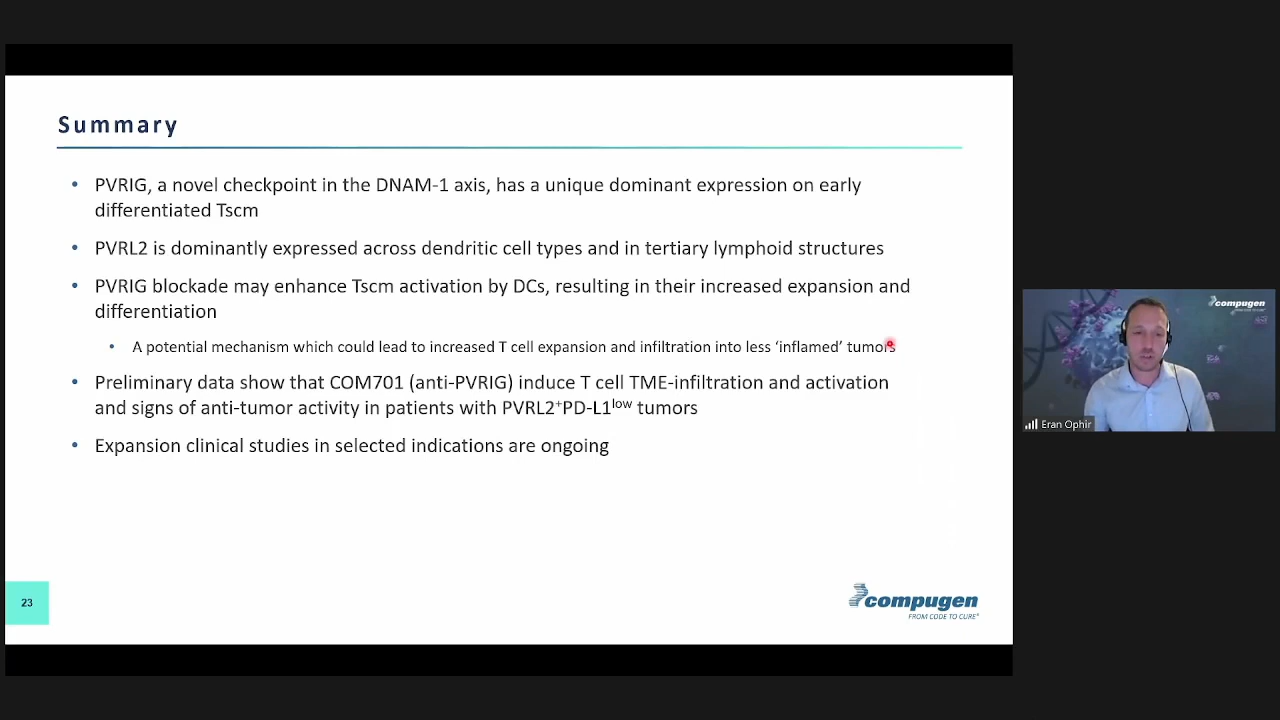 Summary
• PVRIG, a novel checkpoint in the DNAM-1 axis, has a unique dominant expression on early
differentiated Tscm
• PVRL2 is dominantly expressed across dendritic cell types and in tertiary lymphoid structures
• PVRIG blockade may enhance Tscm activation by DCs, resulting in their increased expansion and
differentiation
• A potential mechanism which could lead to increased T cell expansion and infiltration into less ‘inflamed’ tumors
• Preliminary data show that COM701 (anti-PVRIG) induce T cell TME-infiltration and activation
and signs of anti-tumor activity in patients with PVRL2⁺PD-L1ˡᵒʷ tumors
• Expansion clinical studies in selected indications are ongoing
23
compugen
FROM CODE TO CURE®
compugen
FROM CODE TO CURE
Eran Ophir